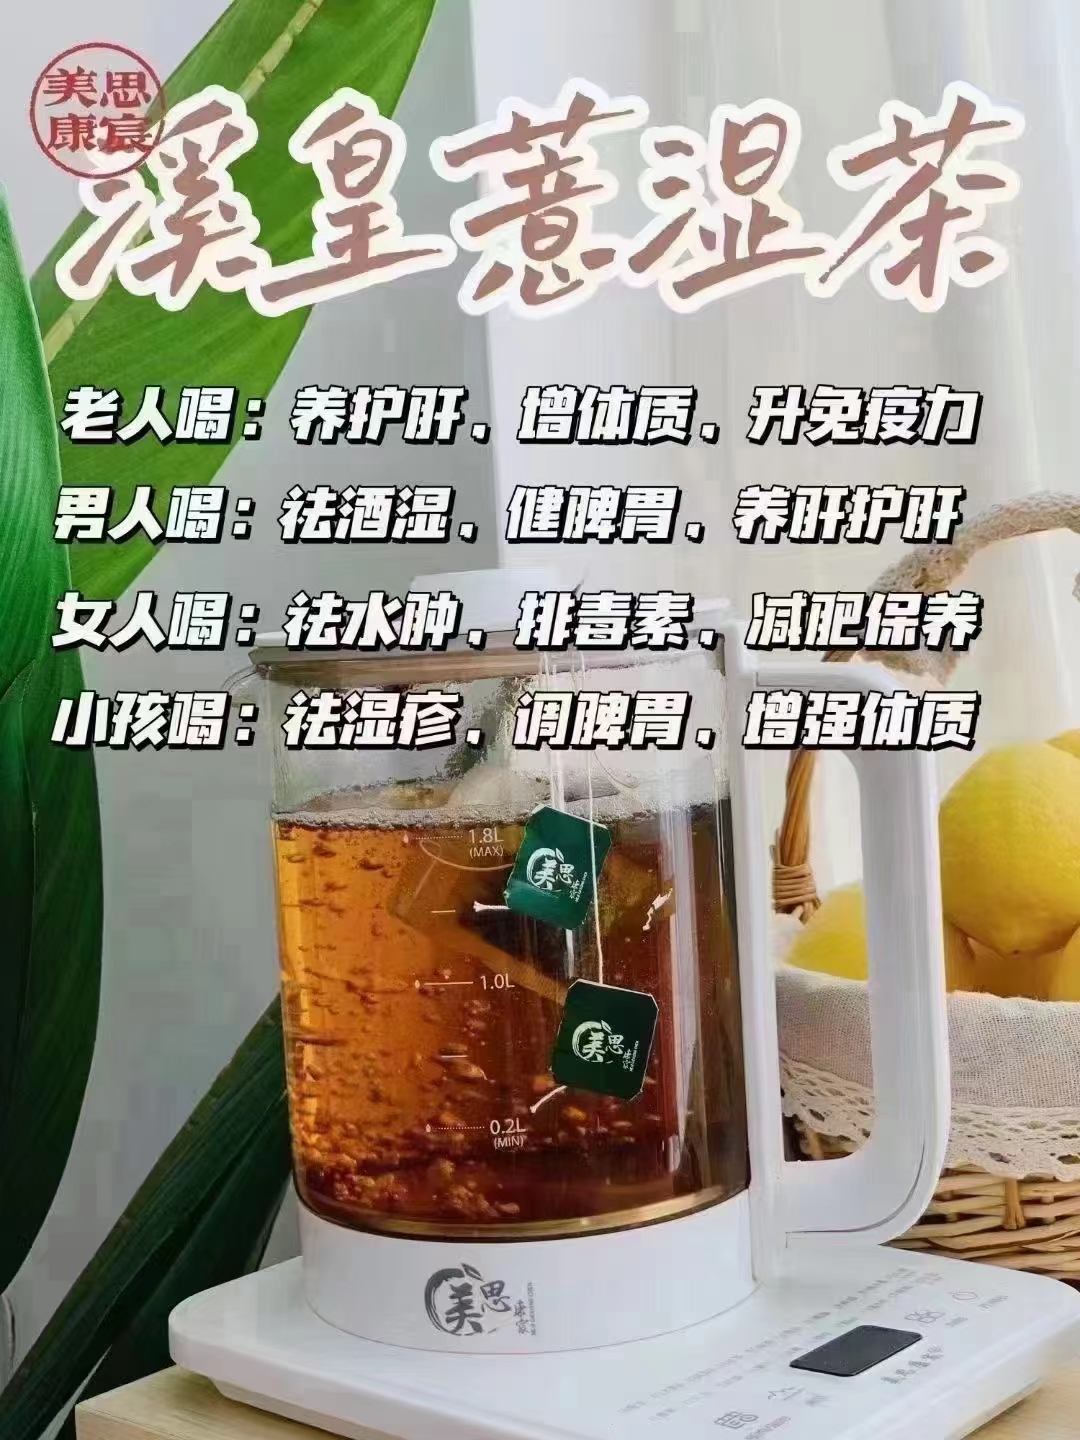 美思
康宸
溪皇薏湿茶
老人喝：养护肝、增体质、升免疫力
男人喝：祛酒湿、健脾胃、养肝护肝
女人喝：祛水肿、排毒素、减肥保养
小孩喝：祛湿疹、调脾胃、增强体质
1.8L
(MAX)
美思
1.0L
美思
0.2L
(MIN)
美思